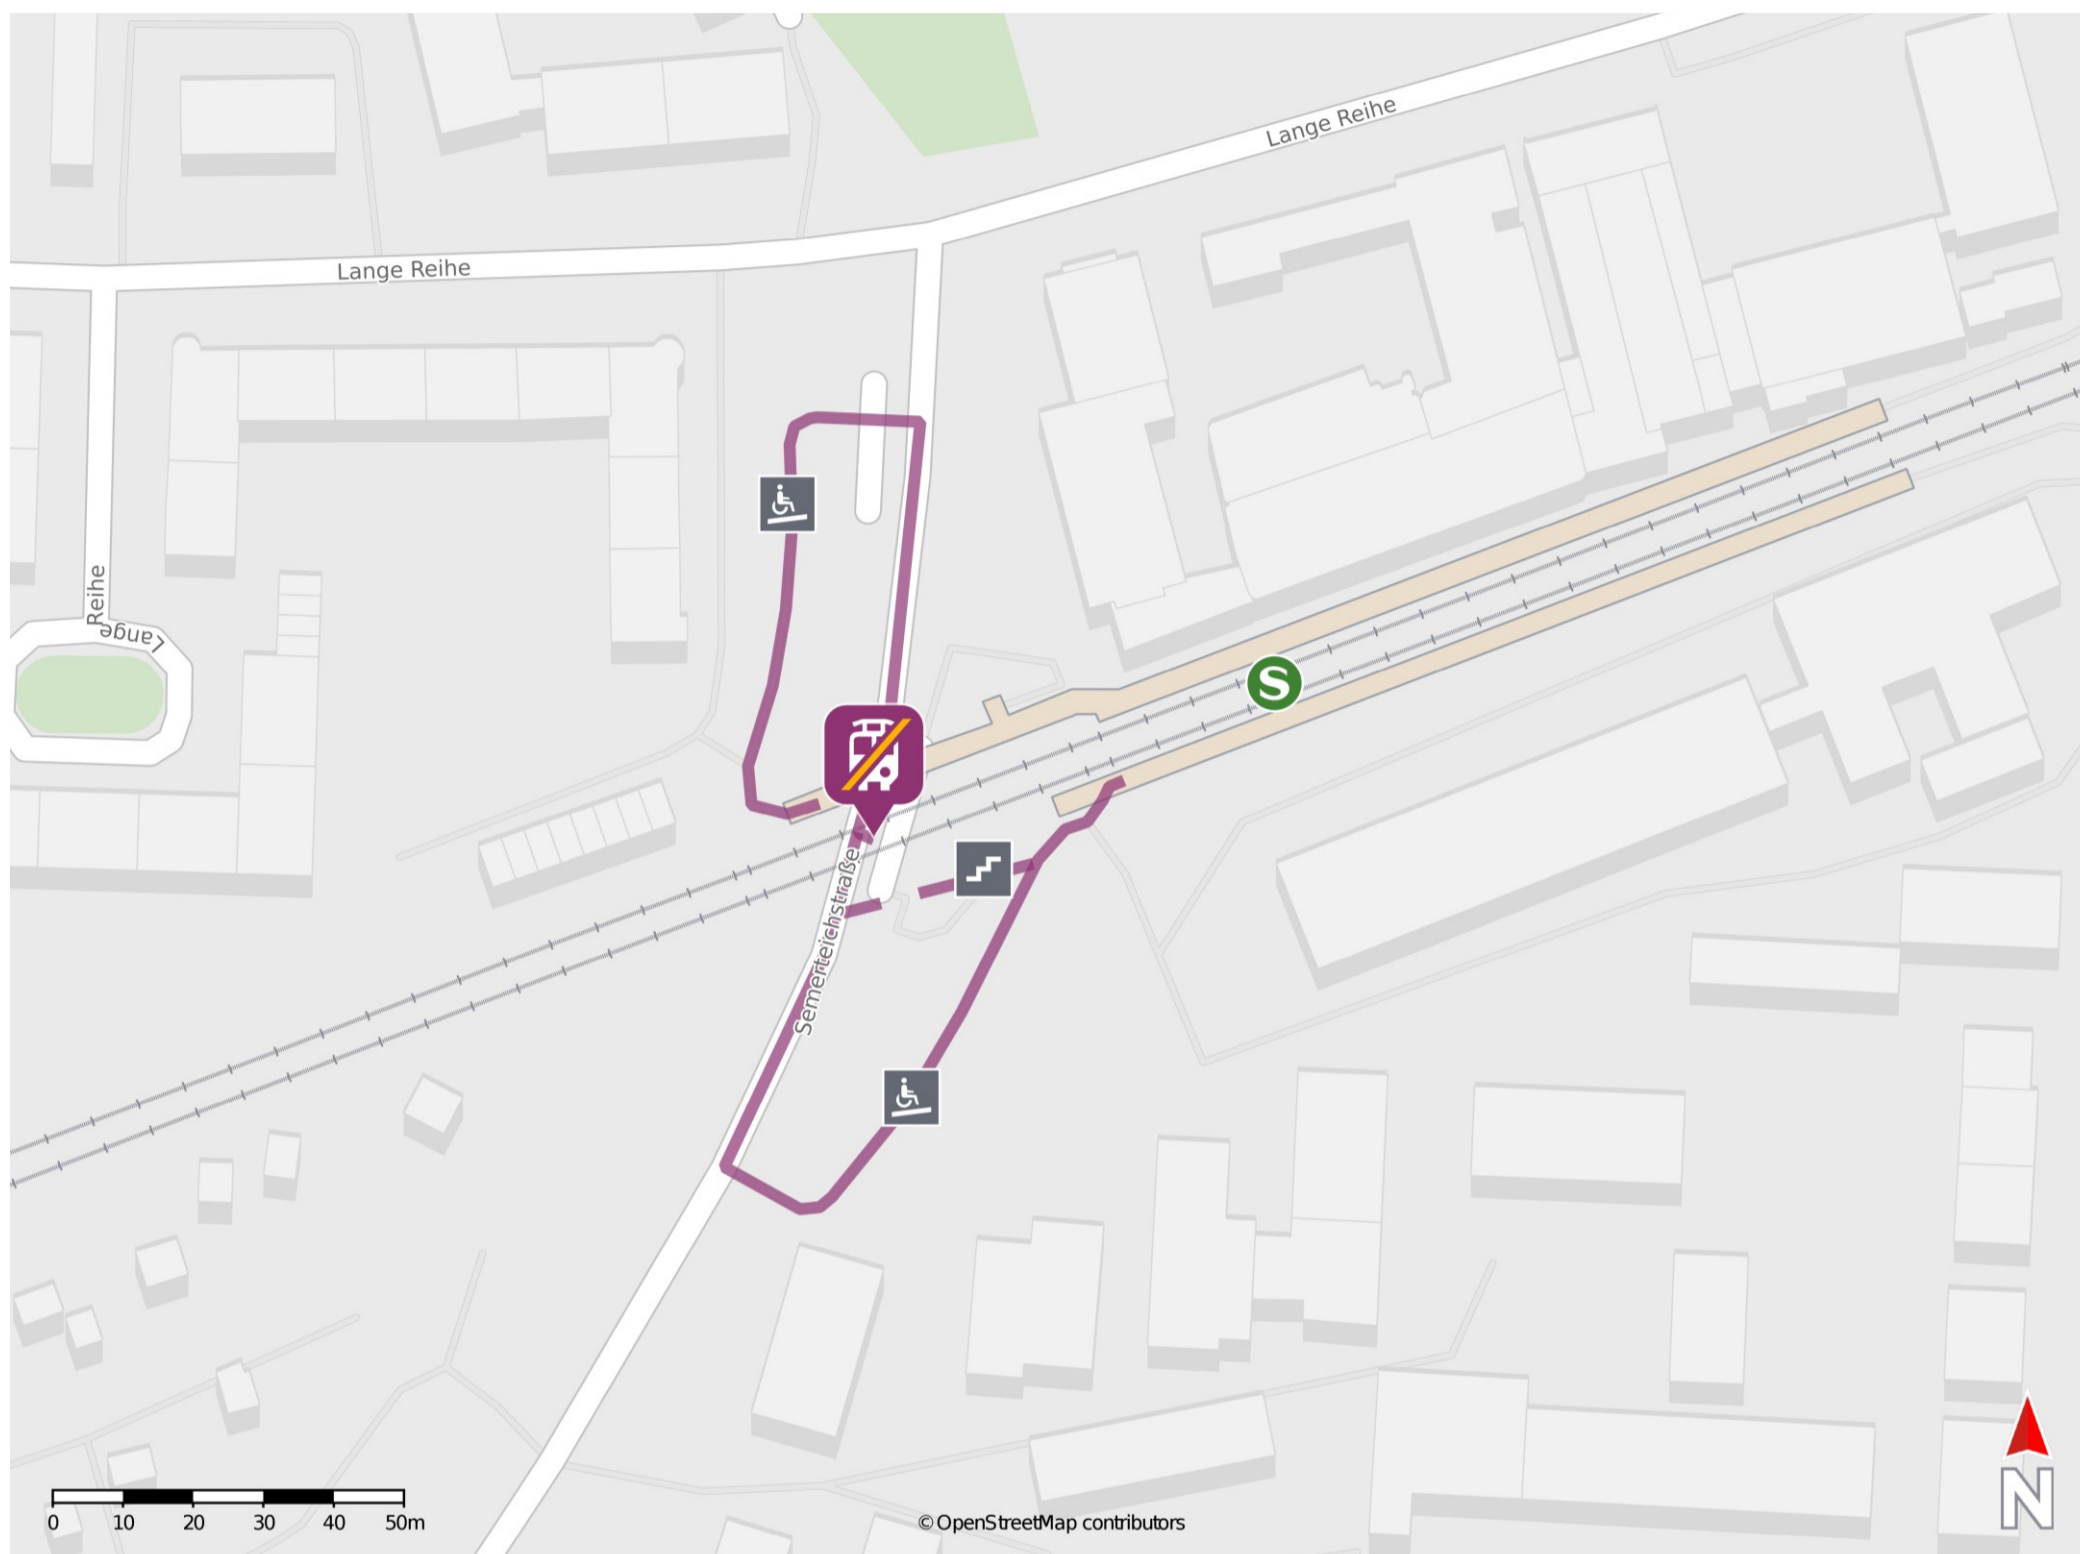 Lange Reihe
Lange Reihe
Reihe
Lange
S
Semerteichstraße
0 10 20 30 40 50m
© OpenStreetMap contributors
N